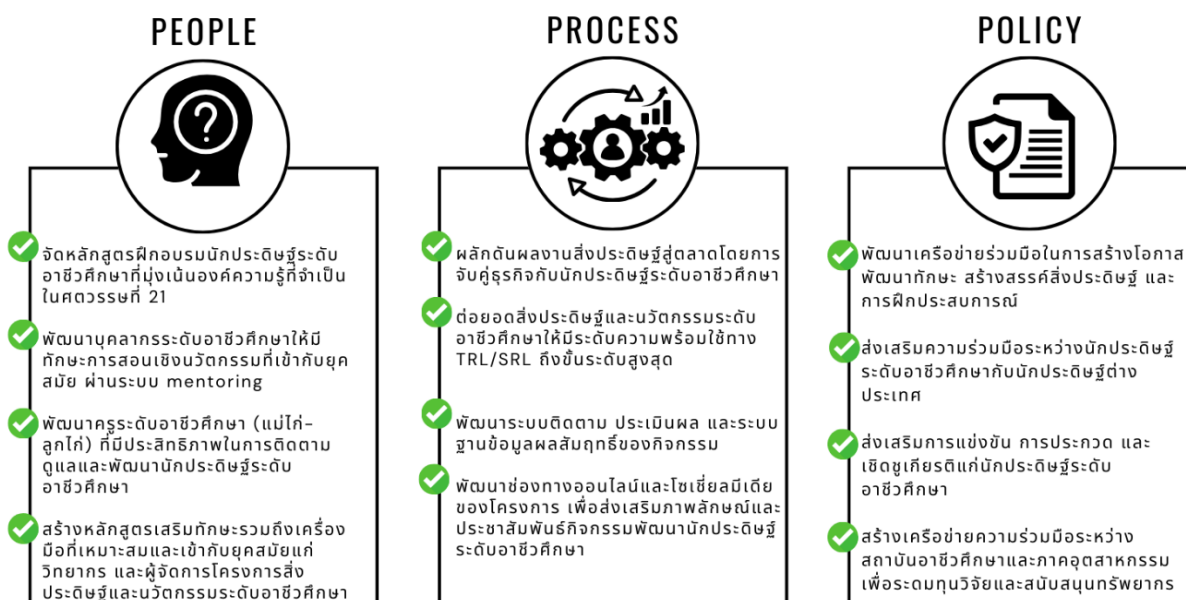 PEOPLE
จัดหลักสูตรฝึกอบรมนักประดิษฐ์ระดับ
อาชีวศึกษาที่มุ่งเน้นองค์ความรู้ที่จำเป็น
ในศตวรรษที่ 21
พัฒนาบุคลากรระดับอาชีวศึกษาให้มี
ทักษะการสอนเชิงนวัตกรรมที่เข้ากับยุค
สมัย ผ่านระบบ mentoring
พัฒนาครูระดับอาชีวศึกษา (แม่ไก่-
ลูกไก่) ที่มีประสิทธิภาพในการติดตาม
ดูแลและพัฒนานักประดิษฐ์ระดับ
อาชีวศึกษา
สร้างหลักสูตรเสริมทักษะรวมถึงเครื่อง
มือที่เหมาะสมและเข้ากับยุคสมัยแก่
วิทยากร และผู้จัดการโครงการสิ่ง
ประดิษฐ์และนวัตกรรมระดับอาชีวศึกษา
PROCESS
ผลักดันผลงานสิ่งประดิษฐ์สู่ตลาดโดยการ
จับคู่ธุรกิจกับนักประดิษฐ์ระดับอาชีวศึกษา
ต่อยอดสิ่งประดิษฐ์และนวัตกรรมระดับ
อาชีวศึกษาให้มีระดับความพร้อมใช้ทาง
TRL/SRL ถึงขั้นระดับสูงสุด
พัฒนาระบบติดตาม ประเมินผล และระบบ
ฐานข้อมูลผลสัมฤทธิ์ของกิจกรรม
พัฒนาช่องทางออนไลน์และโซเชี่ยลมีเดีย
ของโครงการ เพื่อส่งเสริมภาพลักษณ์และ
ประชาสัมพันธ์กิจกรรมพัฒนานักประดิษฐ์
ระดับอาชีวศึกษา
POLICY
พัฒนาเครือข่ายร่วมมือในการสร้างโอกาส
พัฒนาทักษะ สร้างสรรค์สิ่งประดิษฐ์ และ
การฝึกประสบการณ์
ส่งเสริมความร่วมมือระหว่างนักประดิษฐ์
ระดับอาชีวศึกษากับนักประดิษฐ์ต่าง
ประเทศ
ส่งเสริมการแข่งขัน การประกวด และ
เชิดชูเกียรติแก่นักประดิษฐ์ระดับ
อาชีวศึกษา
สร้างเครือข่ายความร่วมมือระหว่าง
สถาบันอาชีวศึกษาและภาคอุตสาหกรรม
เพื่อระดมทุนวิจัยและสนับสนุนทรัพยากร